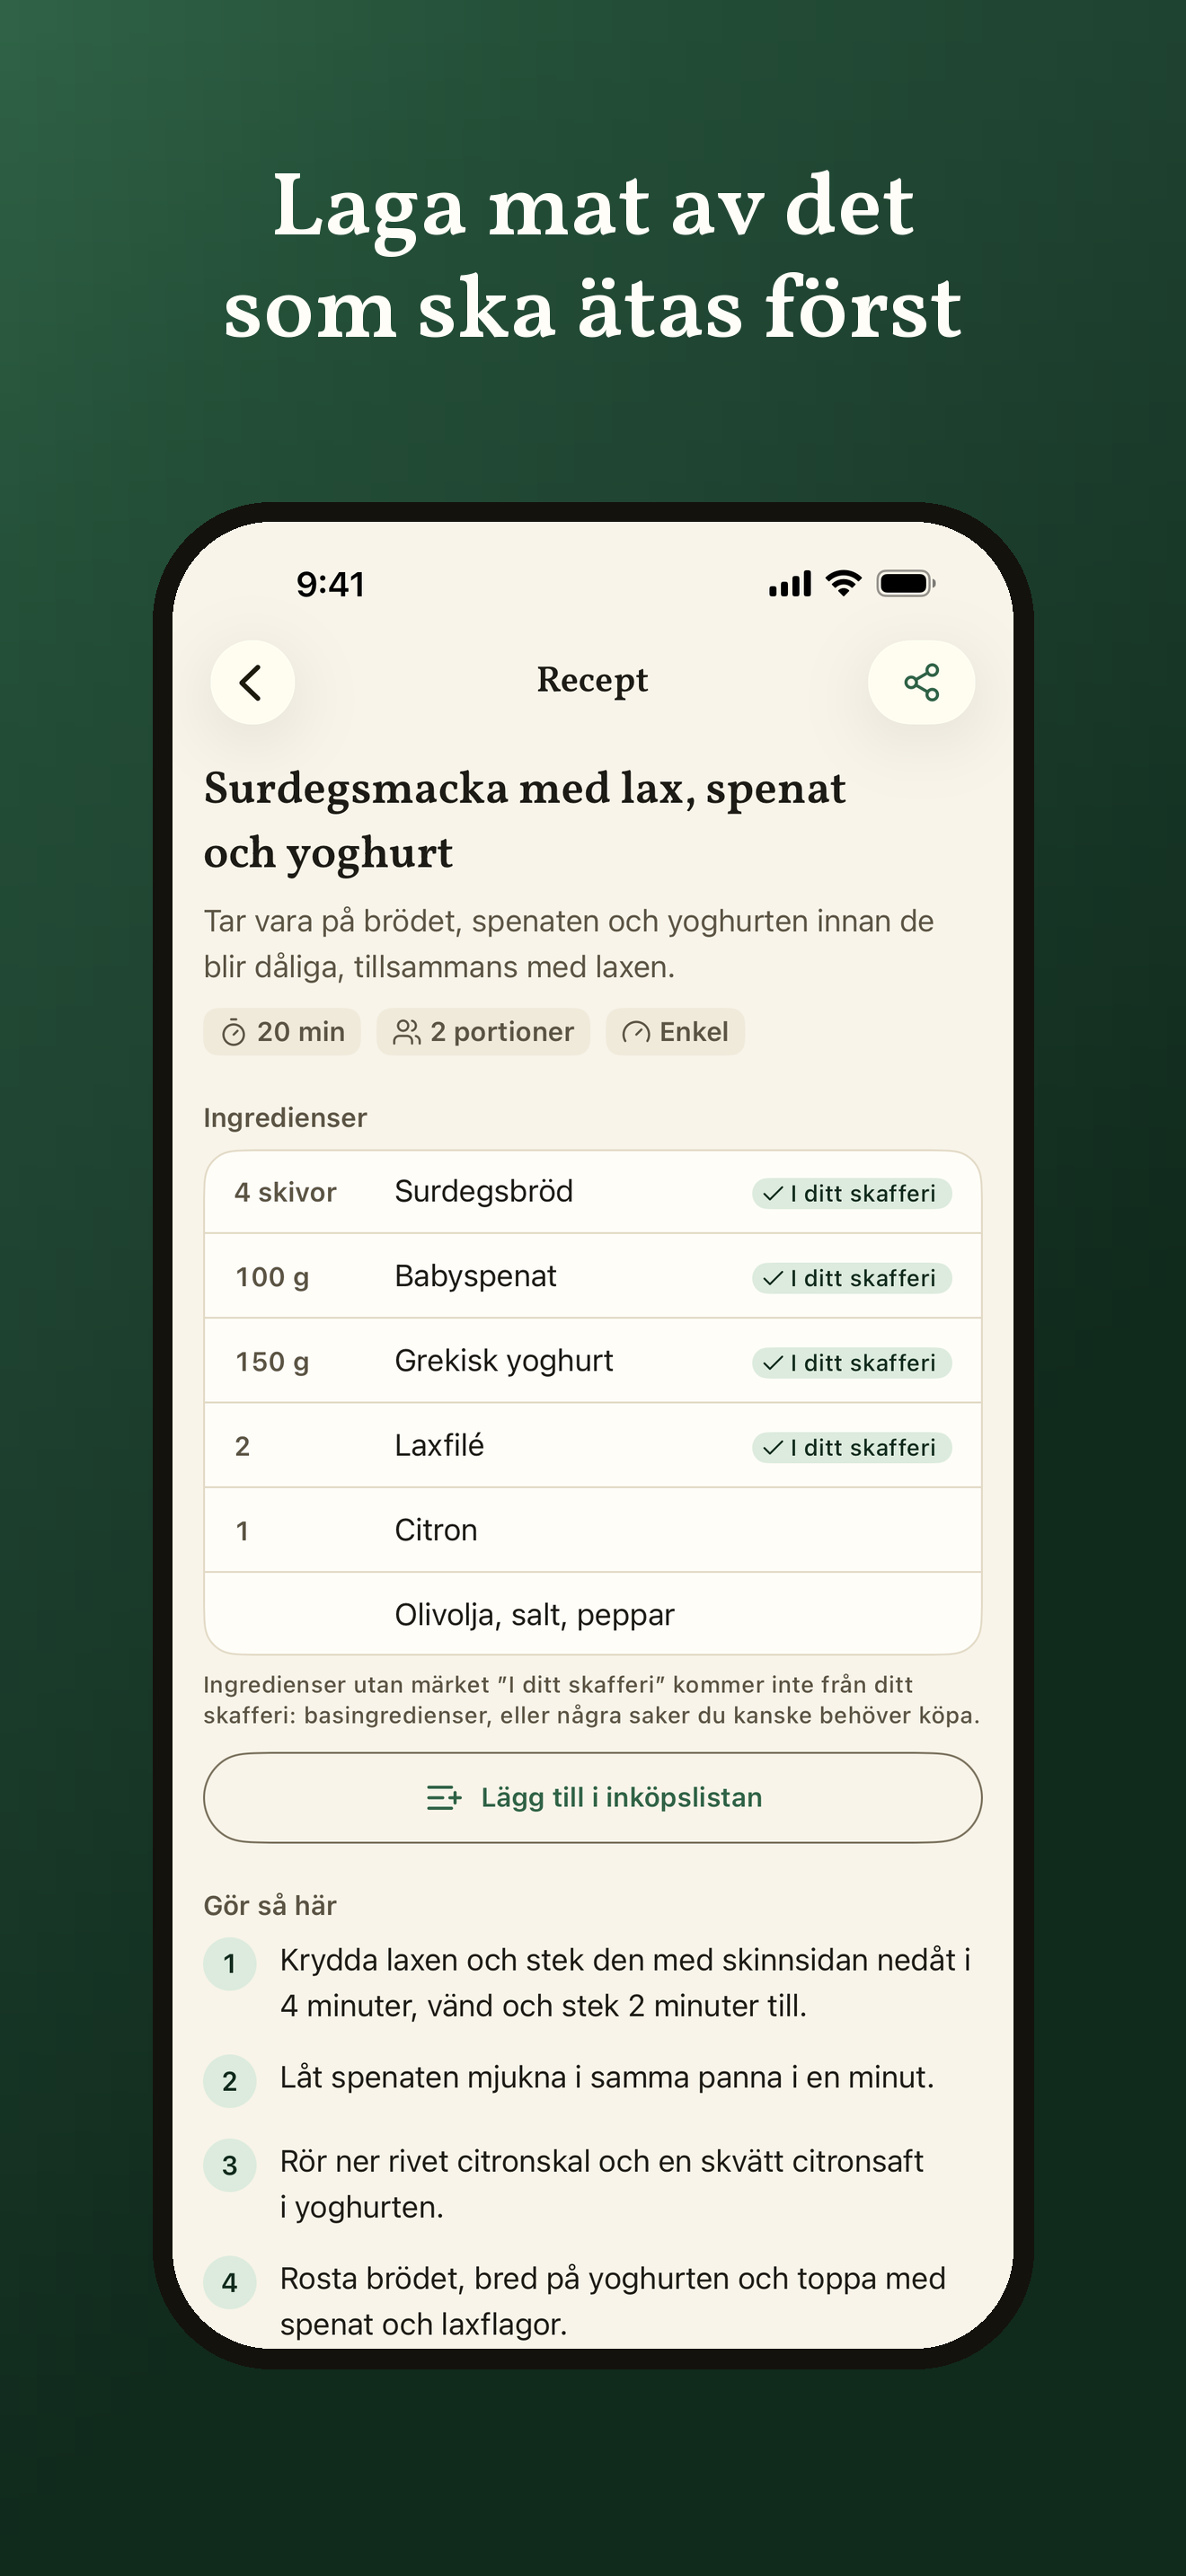 Laga mat av det
som ska ätas först
9:41
Recept
Surdegsmacka med lax, spenat
och yoghurt
Tar vara på brödet, spenaten och yoghurten innan de
blir dåliga, tillsammans med laxen.
20 min 2 portioner Enkel
Ingredienser
4 skivor Surdegsbröd I ditt skafferi
100 g Babyspenat I ditt skafferi
150 g Grekisk yoghurt I ditt skafferi
2 Laxfilé I ditt skafferi
1 Citron
Olivolja, salt, peppar
Ingredienser utan märket ”I ditt skafferi” kommer inte från ditt
skafferi: basingredienser, eller några saker du kanske behöver köpa.
Lägg till i inköpslistan
Gör så här
1 Krydda laxen och stek den med skinnsidan nedåt i
4 minuter, vänd och stek 2 minuter till.
2 Låt spenaten mjukna i samma panna i en minut.
3 Rör ner rivet citronskal och en skvätt citronsaft
i yoghurten.
4 Rosta brödet, bred på yoghurten och toppa med
spenat och laxflagor.